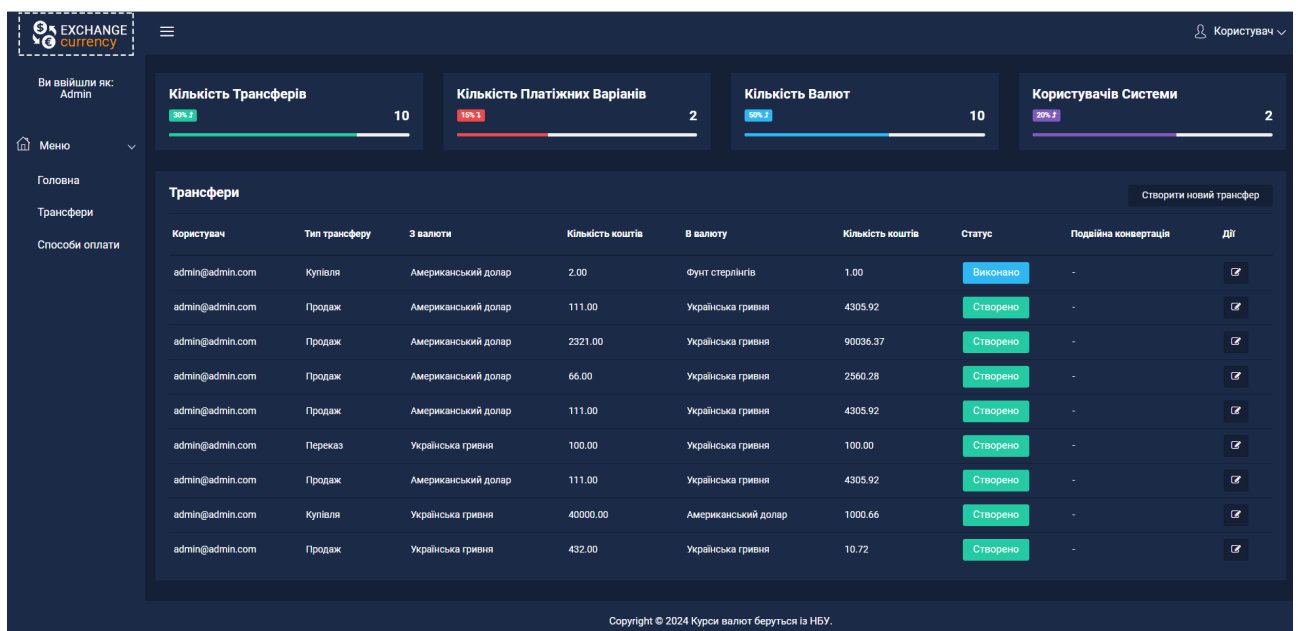 EXCHANGE
currency
Користувач
Ви ввійшли як:
Admin
Меню
Головна
Трансфери
Способи оплати
Кількість Трансферів
30%
10
Кількість Платіжних Варіанів
15%
2
Кількість Валют
50%
10
Користувачів Системи
20%
2
Трансфери
Створити новий трансфер
Користувач Тип трансферу З валюти Кількість коштів В валюту Кількість коштів Статус Подвійна конвертація Дії
admin@admin.com Купівля Американський долар 2.00 Фунт стерлінгів 1.00 Виконано -
admin@admin.com Продаж Американський долар 111.00 Українська гривня 4305.92 Створено -
admin@admin.com Продаж Американський долар 2321.00 Українська гривня 90036.37 Створено -
admin@admin.com Продаж Американський долар 66.00 Українська гривня 2560.28 Створено -
admin@admin.com Продаж Американський долар 111.00 Українська гривня 4305.92 Створено -
admin@admin.com Переказ Українська гривня 100.00 Українська гривня 100.00 Створено -
admin@admin.com Продаж Американський долар 111.00 Українська гривня 4305.92 Створено -
admin@admin.com Купівля Українська гривня 40000.00 Американський долар 1000.66 Створено -
admin@admin.com Продаж Українська гривня 432.00 Українська гривня 10.72 Створено -
Copyright © 2024 Курси валют беруться із НБУ.